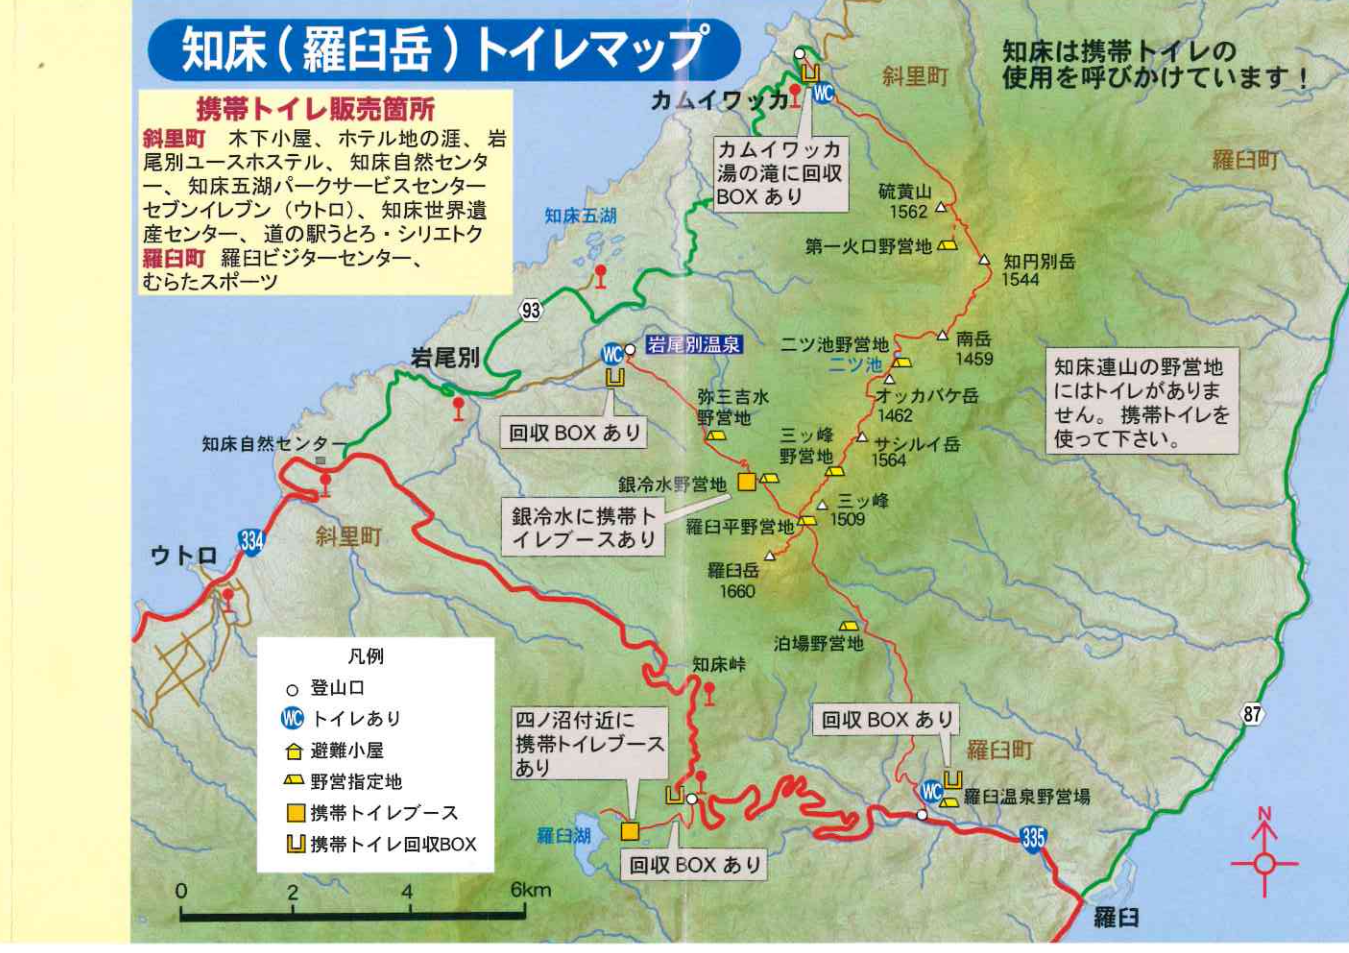 知床(羅臼岳)トイレマップ
知床は携帯トイレの
使用を呼びかけています!
携帯トイレ販売箇所
斜里町 木下小屋、ホテル地の涯、岩
尾別ユースホステル、知床自然センタ
ー、知床五湖パークサービスセンター
セブンイレブン(ウトロ)、知床世界遺
産センター、道の駅うとろ・シリエトク
羅臼町 羅臼ビジターセンター、
むらたスポーツ
斜里町
カムイワッカ
WC
カムイワッカ
湯の滝に回収
BOXあり
羅臼町
硫黄山
1562
知床五湖
第一火口野営地
知円別岳
1544
93
二ツ池野営地
二ツ池
南岳
1459
岩尾別
WC
岩尾別温泉
知床連山の野営地
にはトイレがありま
せん。携帯トイレを
使って下さい。
オッカバケ岳
1462
弥三吉水
野営地
回収BOXあり
三ッ峰
野営地
サシルイ岳
1564
知床自然センター
銀冷水野営地
三ッ峰
1509
銀冷水に携帯ト
イレブースあり
羅臼平野営地
斜里町
334
ウトロ
羅臼岳
1660
泊場野営地
知床峠
凡例
登山口
WC トイレあり
避難小屋
野営指定地
携帯トイレブース
携帯トイレ回収BOX
四ノ沼付近に
携帯トイレブース
あり
回収BOXあり
87
羅臼町
WC
羅臼温泉野営場
羅臼湖
335
回収BOXあり
N
0 2 4 6km
羅臼